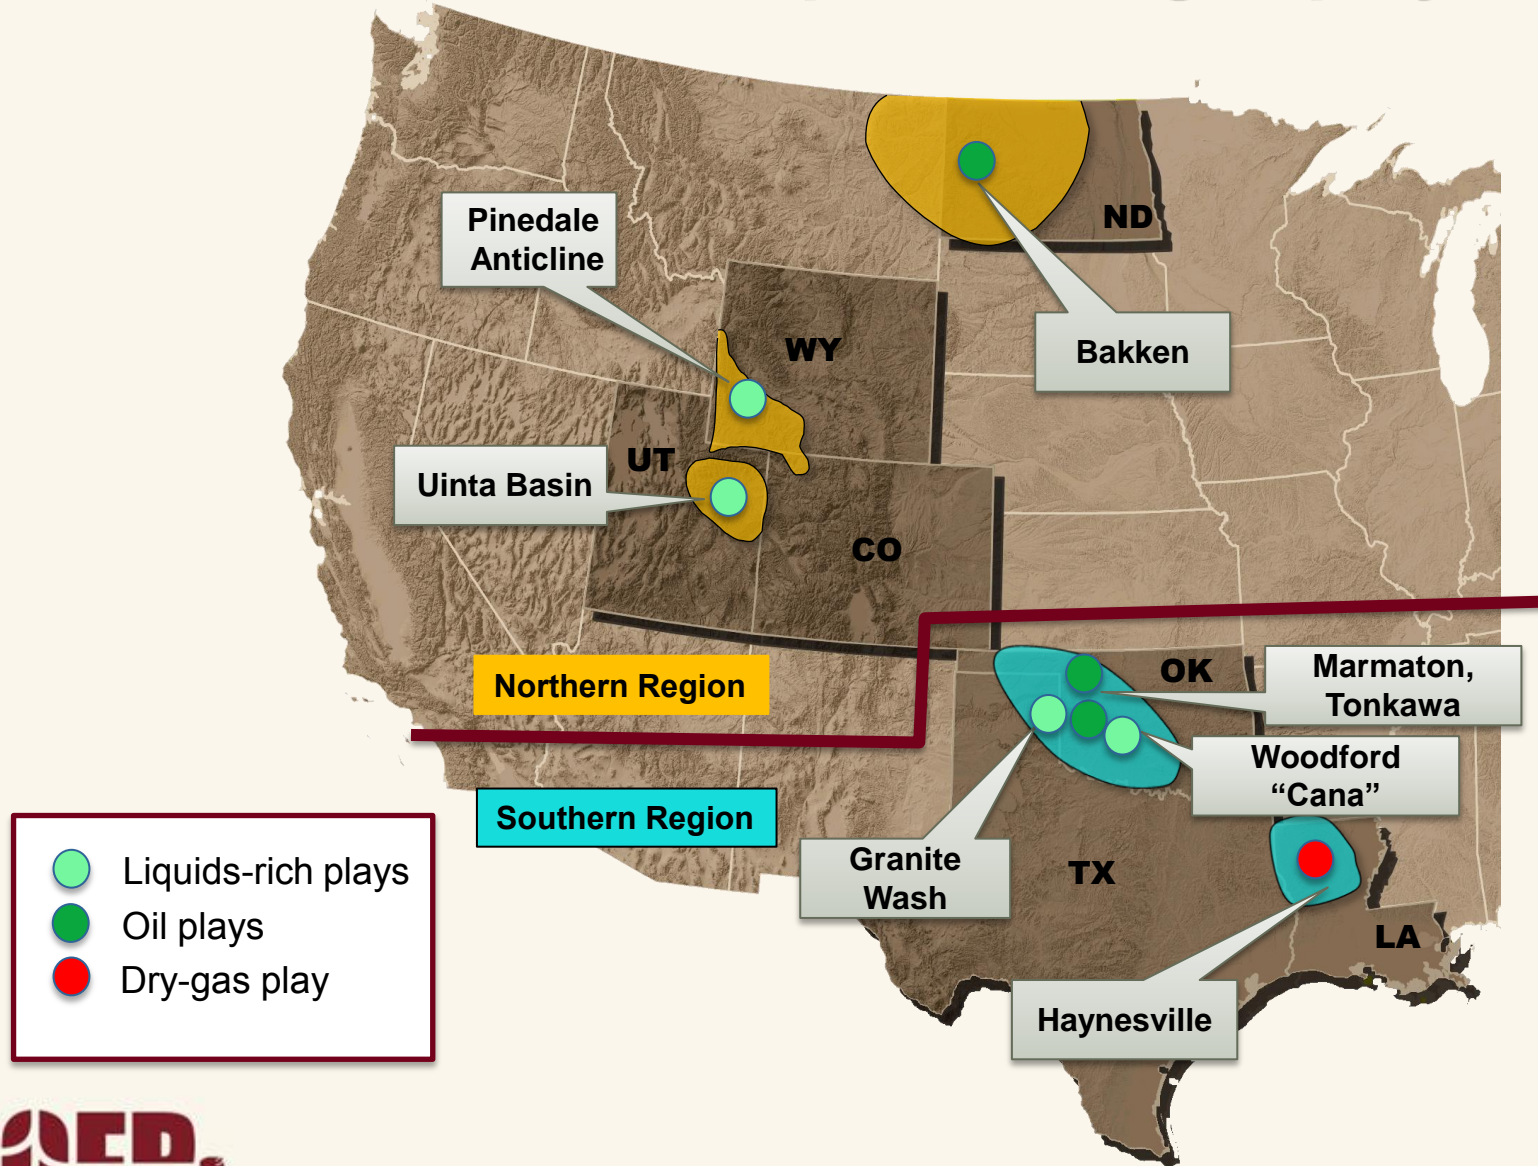 ND
Pinedale
Anticline
WY
Bakken
UT
Uinta Basin
CO
Northern Region
OK
Marmaton,
Tonkawa
Woodford
“Cana”
Southern Region
Granite
Wash
TX
LA
Haynesville
Liquids-rich plays
Oil plays
Dry-gas play